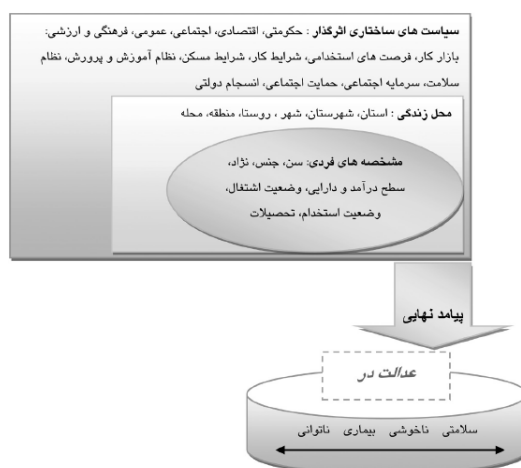 سیاست های ساختاری اثرگذار : حکومتی، اقتصادی، اجتماعی، عمومی، فرهنگی و ارزشی:
بازار کار، فرصت های استخدامی، شرایط کار، شرایط مسکن، نظام آموزش و پرورش، نظام
سلامت، سرمایه اجتماعی، حمایت اجتماعی، انسجام دولتی
محل زندگی : استان، شهرستان، شهر ، روستا، منطقه، محله
مشخصه های فردی: سن، جنس، نژاد،
سطح درآمد و دارایی، وضعیت اشتغال،
وضعیت استخدام، تحصیلات
پیامد نهایی
عدالت در
سلامتی ناخوشی بیماری ناتوانی